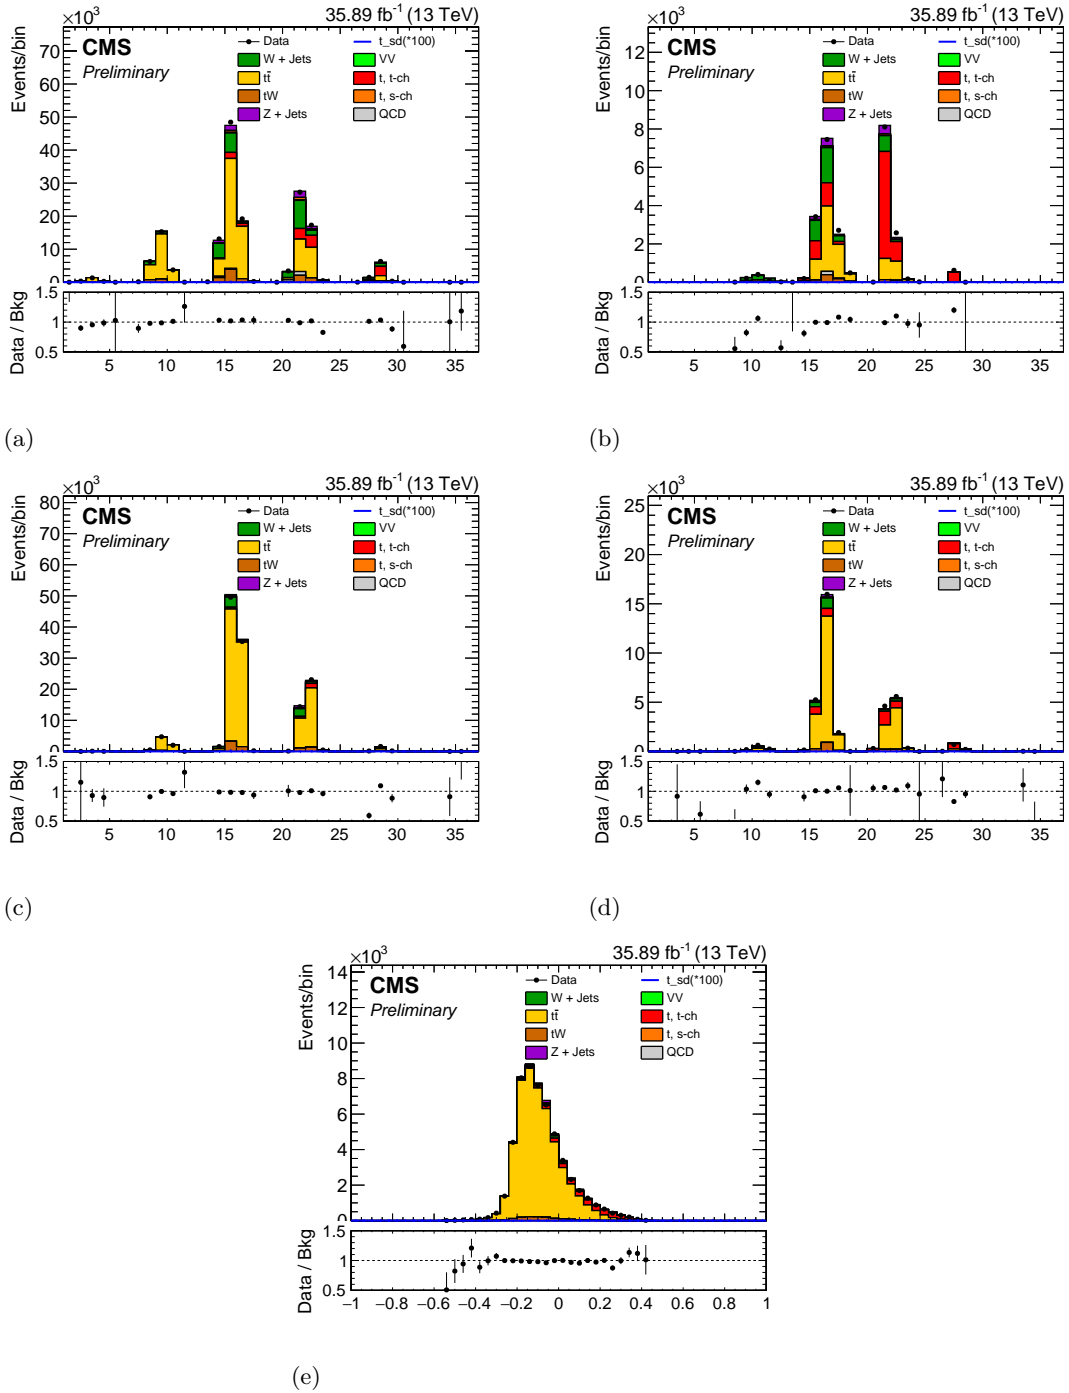 ×10³ 35.89 fb⁻¹ (13 TeV)
CMS
Preliminary
Events/bin
70
60
50
40
30
20
10
0
Data t_sd(*100)
W + Jets VV
tt̄ t, t-ch
tW t, s-ch
Z + Jets QCD
Data / Bkg
1.5
1
0.5
5 10 15 20 25 30 35
(a)
×10³ 35.89 fb⁻¹ (13 TeV)
CMS
Preliminary
Events/bin
12
10
8
6
4
2
0
Data t_sd(*100)
W + Jets VV
tt̄ t, t-ch
tW t, s-ch
Z + Jets QCD
Data / Bkg
1.5
1
0.5
5 10 15 20 25 30 35
(b)
×10³ 35.89 fb⁻¹ (13 TeV)
CMS
Preliminary
Events/bin
80
70
60
50
40
30
20
10
0
Data t_sd(*100)
W + Jets VV
tt̄ t, t-ch
tW t, s-ch
Z + Jets QCD
Data / Bkg
1.5
1
0.5
5 10 15 20 25 30 35
(c)
×10³ 35.89 fb⁻¹ (13 TeV)
CMS
Preliminary
Events/bin
25
20
15
10
5
0
Data t_sd(*100)
W + Jets VV
tt̄ t, t-ch
tW t, s-ch
Z + Jets QCD
Data / Bkg
1.5
1
0.5
5 10 15 20 25 30 35
(d)
×10³ 35.89 fb⁻¹ (13 TeV)
CMS
Preliminary
Events/bin
14
12
10
8
6
4
2
0
Data t_sd(*100)
W + Jets VV
tt̄ t, t-ch
tW t, s-ch
Z + Jets QCD
Data / Bkg
1.5
1
0.5
−1 −0.8 −0.6 −0.4 −0.2 0 0.2 0.4 0.6 0.8 1
(e)